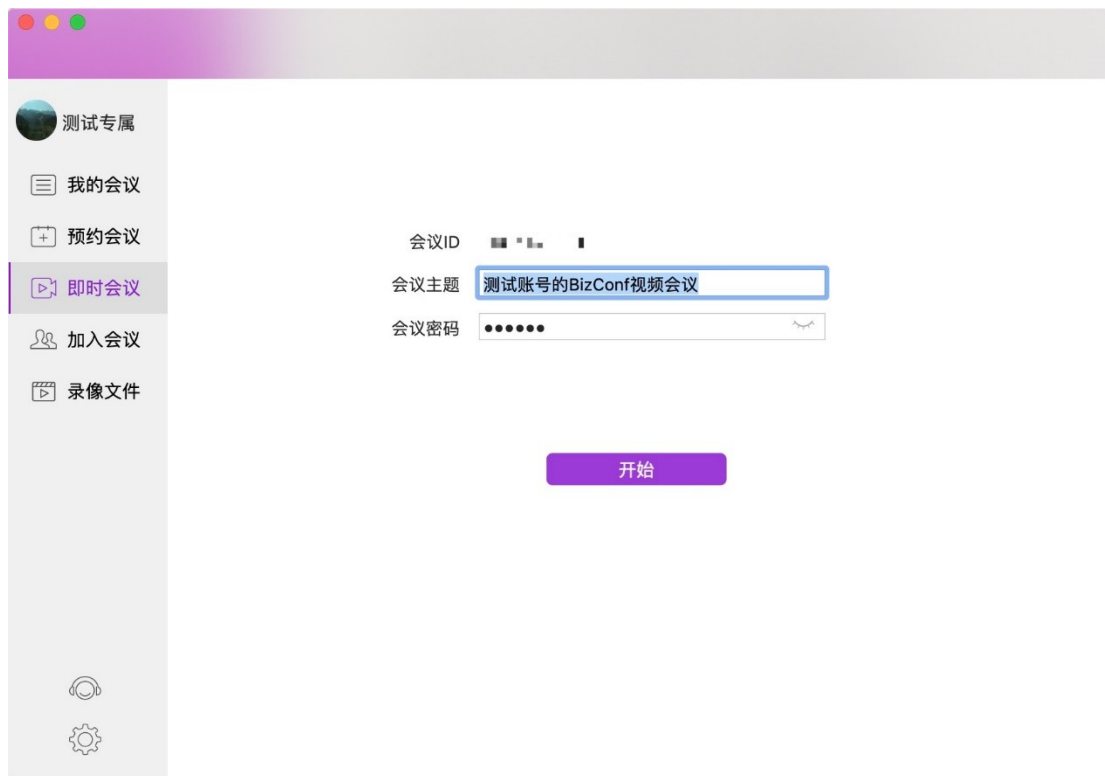 测试专属
我的会议
预约会议
即时会议
加入会议
录像文件
会议ID
会议主题 测试账号的BizConf视频会议
会议密码 ●●●●●●
开始